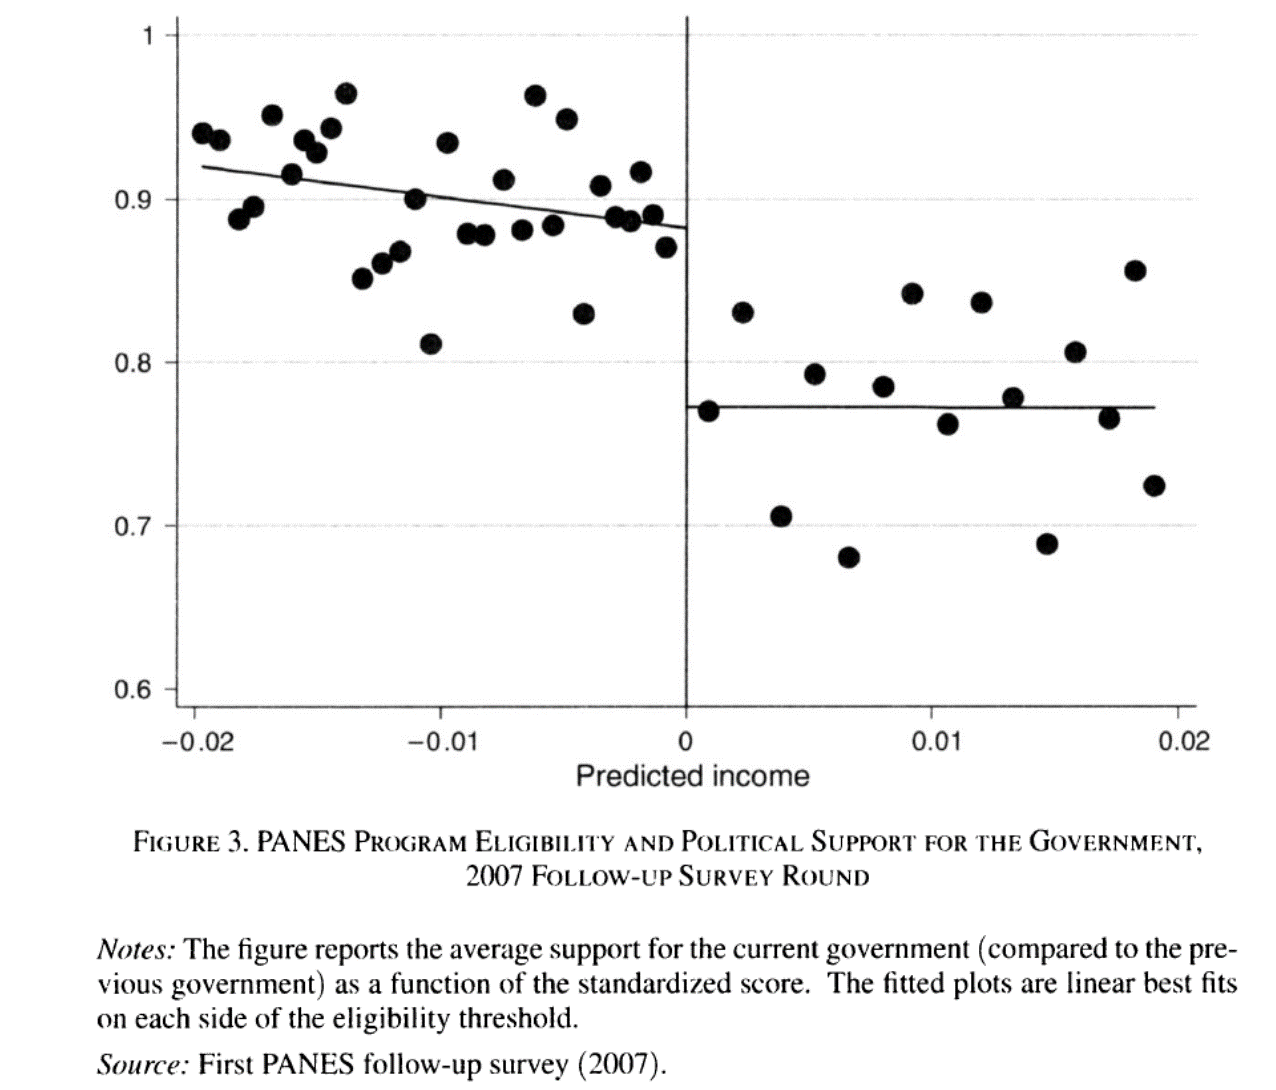 1
0.9
0.8
0.7
0.6
−0.02 −0.01 0 0.01 0.02
Predicted income
FIGURE 3. PANES PROGRAM ELIGIBILITY AND POLITICAL SUPPORT FOR THE GOVERNMENT,
2007 FOLLOW-UP SURVEY ROUND
Notes: The figure reports the average support for the current government (compared to the pre-
vious government) as a function of the standardized score. The fitted plots are linear best fits
on each side of the eligibility threshold.
Source: First PANES follow-up survey (2007).